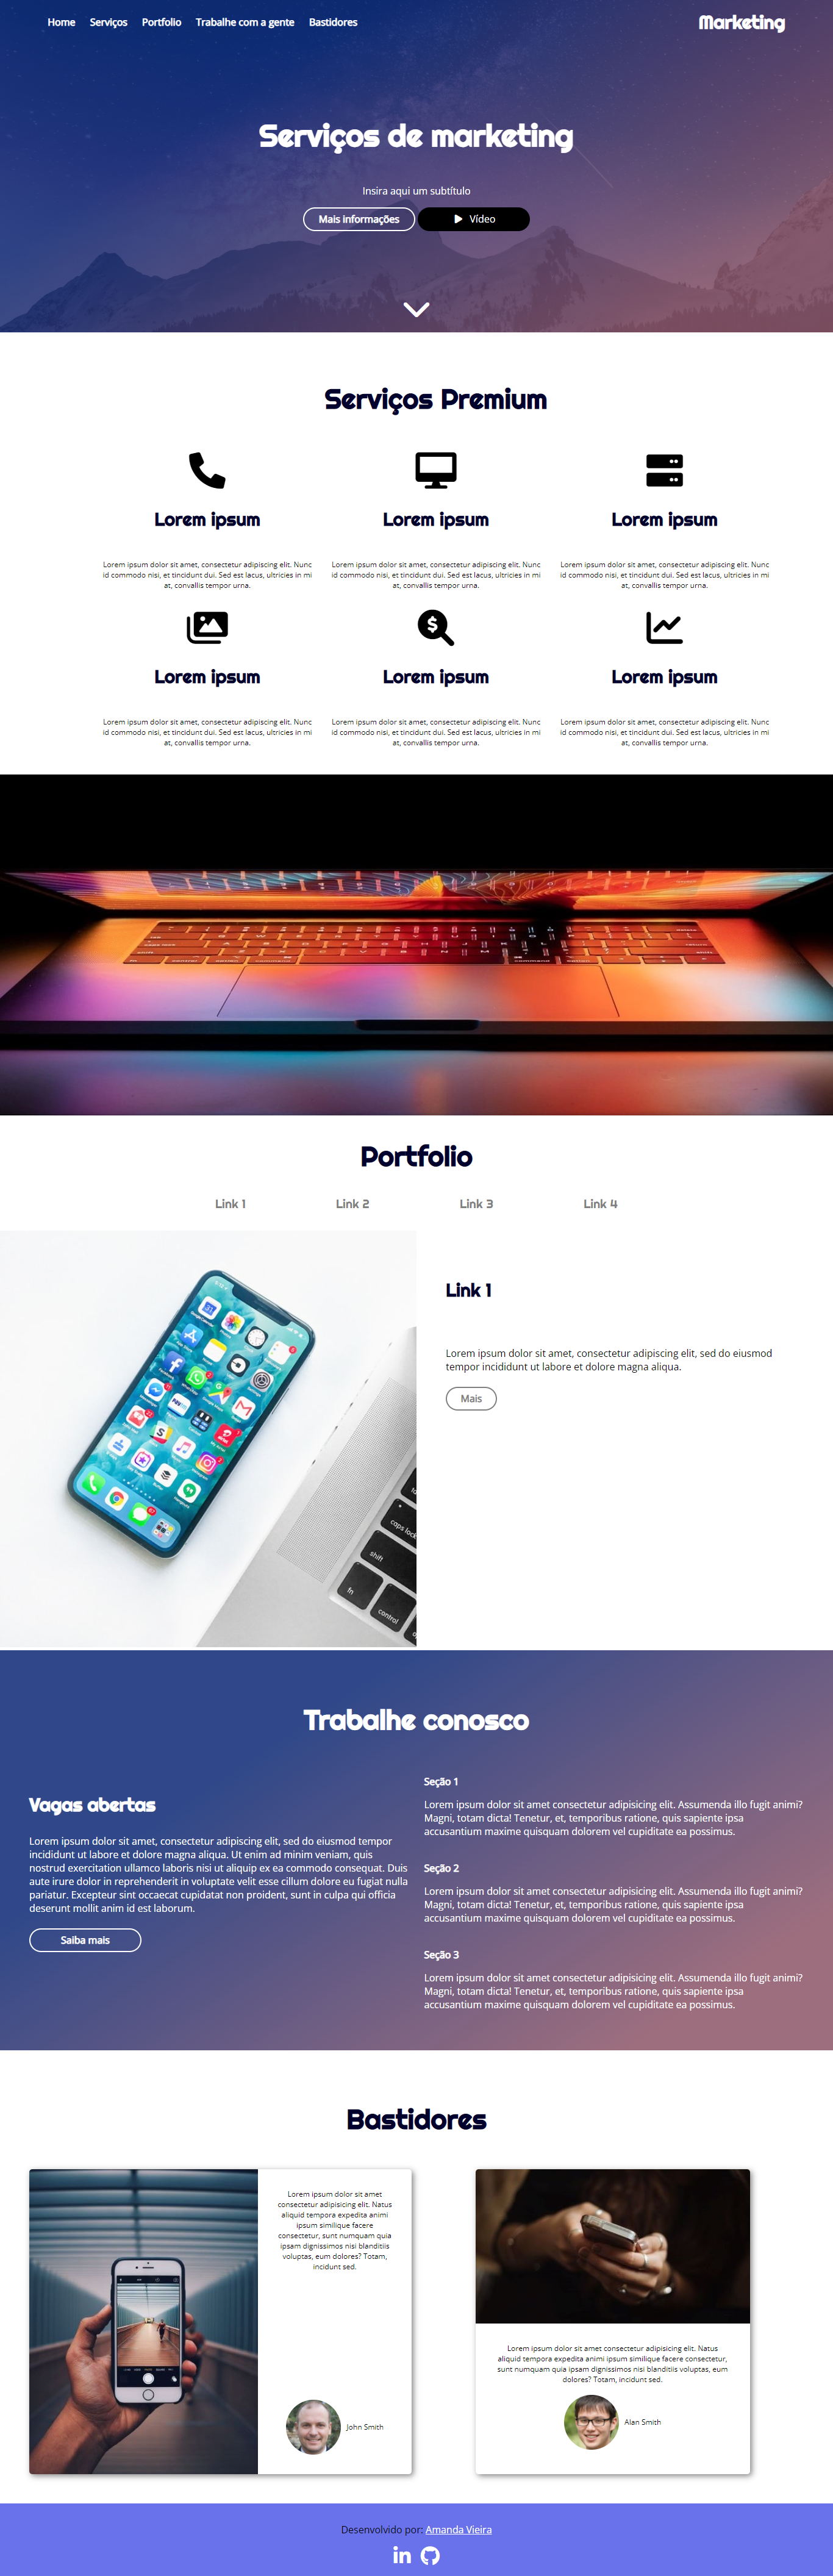 Home Serviços Portfolio Trabalhe com a gente Bastidores Marketing
Serviços de marketing
Insira aqui um subtítulo
Mais informações Vídeo
Serviços Premium
Lorem ipsum Lorem ipsum Lorem ipsum
Lorem ipsum dolor sit amet, consectetur adipiscing elit. Nunc
id commodo nisi, et tincidunt dui. Sed est lacus, ultricies in mi
at, convallis tempor urna.
Lorem ipsum dolor sit amet, consectetur adipiscing elit. Nunc
id commodo nisi, et tincidunt dui. Sed est lacus, ultricies in mi
at, convallis tempor urna.
Lorem ipsum dolor sit amet, consectetur adipiscing elit. Nunc
id commodo nisi, et tincidunt dui. Sed est lacus, ultricies in mi
at, convallis tempor urna.
Lorem ipsum Lorem ipsum Lorem ipsum
Lorem ipsum dolor sit amet, consectetur adipiscing elit. Nunc
id commodo nisi, et tincidunt dui. Sed est lacus, ultricies in mi
at, convallis tempor urna.
Lorem ipsum dolor sit amet, consectetur adipiscing elit. Nunc
id commodo nisi, et tincidunt dui. Sed est lacus, ultricies in mi
at, convallis tempor urna.
Lorem ipsum dolor sit amet, consectetur adipiscing elit. Nunc
id commodo nisi, et tincidunt dui. Sed est lacus, ultricies in mi
at, convallis tempor urna.
Portfolio
Link 1 Link 2 Link 3 Link 4
caps lock
shift
fn
control
Link 1
Lorem ipsum dolor sit amet, consectetur adipiscing elit, sed do eiusmod
tempor incididunt ut labore et dolore magna aliqua.
Mais
Trabalhe conosco
Vagas abertas
Lorem ipsum dolor sit amet, consectetur adipiscing elit, sed do eiusmod tempor
incididunt ut labore et dolore magna aliqua. Ut enim ad minim veniam, quis
nostrud exercitation ullamco laboris nisi ut aliquip ex ea commodo consequat. Duis
aute irure dolor in reprehenderit in voluptate velit esse cillum dolore eu fugiat nulla
pariatur. Excepteur sint occaecat cupidatat non proident, sunt in culpa qui officia
deserunt mollit anim id est laborum.
Saiba mais
Seção 1
Lorem ipsum dolor sit amet consectetur adipisicing elit. Assumenda illo fugit animi?
Magni, totam dicta! Tenetur, et, temporibus ratione, quis sapiente ipsa
accusantium maxime quisquam dolorem vel cupiditate ea possimus.
Seção 2
Lorem ipsum dolor sit amet consectetur adipisicing elit. Assumenda illo fugit animi?
Magni, totam dicta! Tenetur, et, temporibus ratione, quis sapiente ipsa
accusantium maxime quisquam dolorem vel cupiditate ea possimus.
Seção 3
Lorem ipsum dolor sit amet consectetur adipisicing elit. Assumenda illo fugit animi?
Magni, totam dicta! Tenetur, et, temporibus ratione, quis sapiente ipsa
accusantium maxime quisquam dolorem vel cupiditate ea possimus.
Bastidores
Lorem ipsum dolor sit amet
consectetur adipisicing elit. Natus
aliquid tempora expedita animi
ipsum similique facere
consectetur, sunt numquam quia
ipsam dignissimos nisi blanditiis
voluptas, eum dolores? Totam,
incidunt sed.
John Smith
Lorem ipsum dolor sit amet consectetur adipisicing elit. Natus
aliquid tempora expedita animi ipsum similique facere consectetur,
sunt numquam quia ipsam dignissimos nisi blanditiis voluptas, eum
dolores? Totam, incidunt sed.
Alan Smith
Desenvolvido por: Amanda Vieira